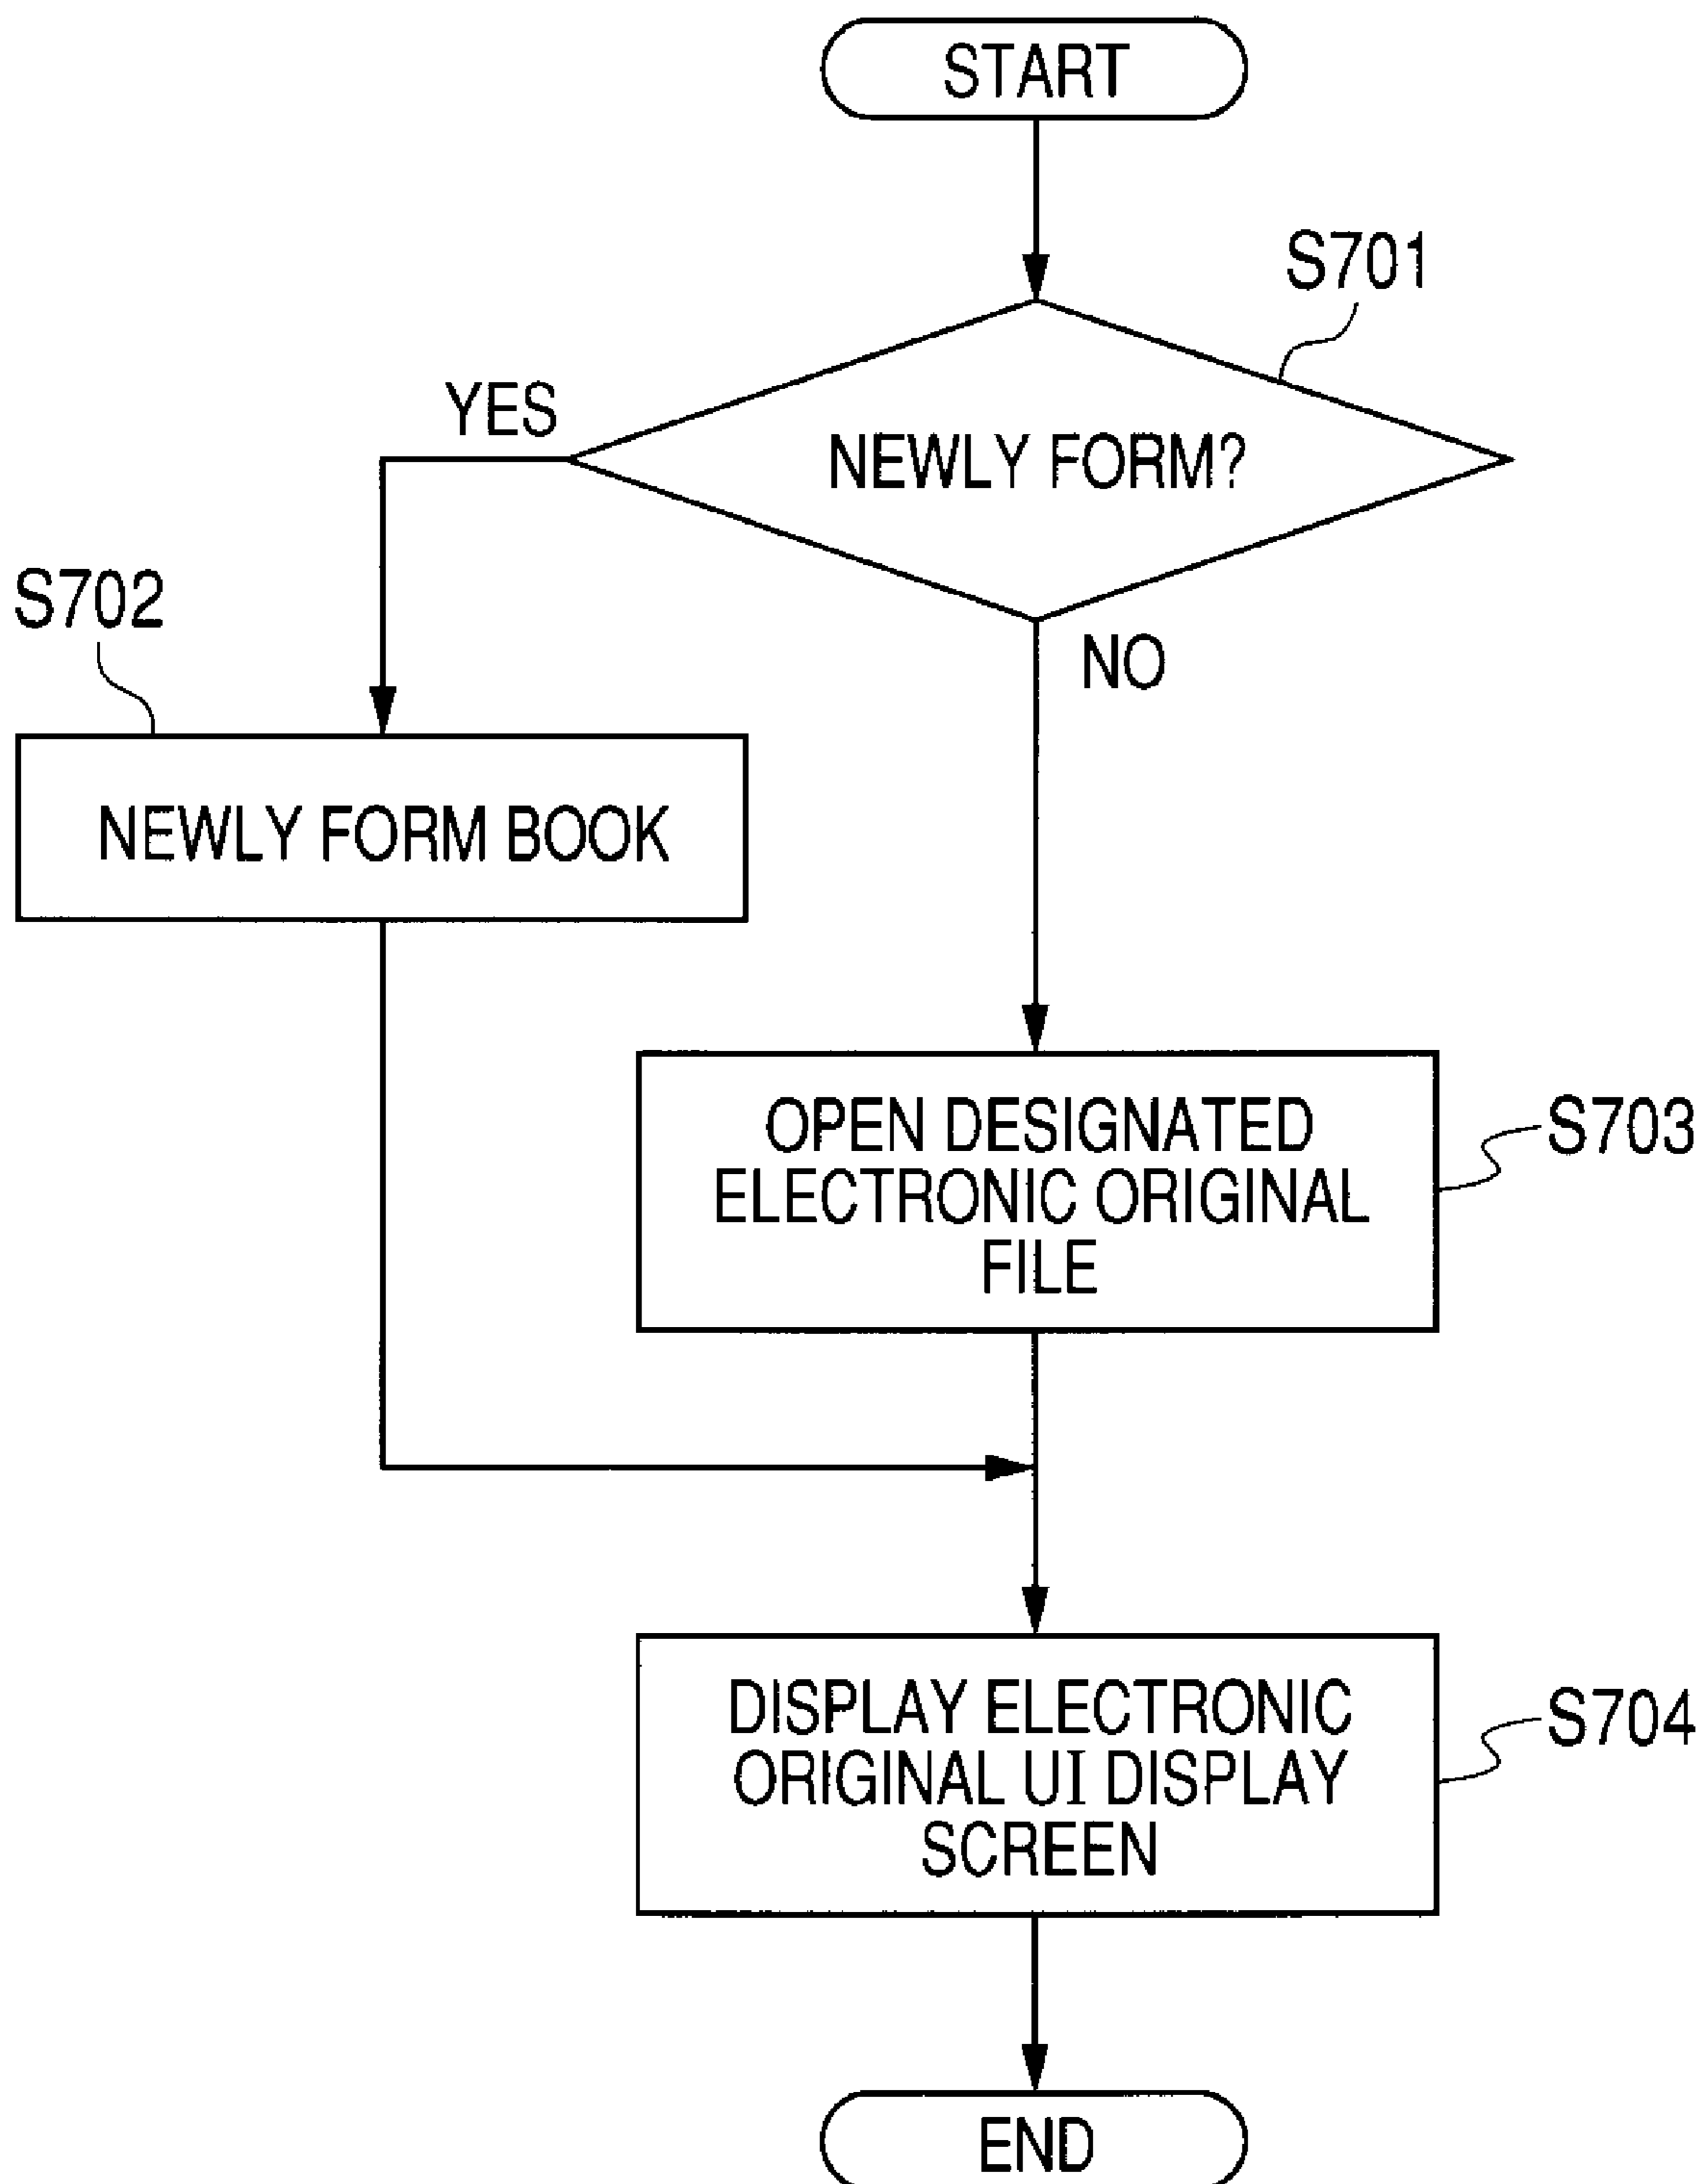 START
S701
YES
NEWLY FORM?
S702
NO
NEWLY FORM BOOK
OPEN DESIGNATED
ELECTRONIC ORIGINAL
FILE
S703
DISPLAY ELECTRONIC
ORIGINAL UI DISPLAY
SCREEN
S704
END